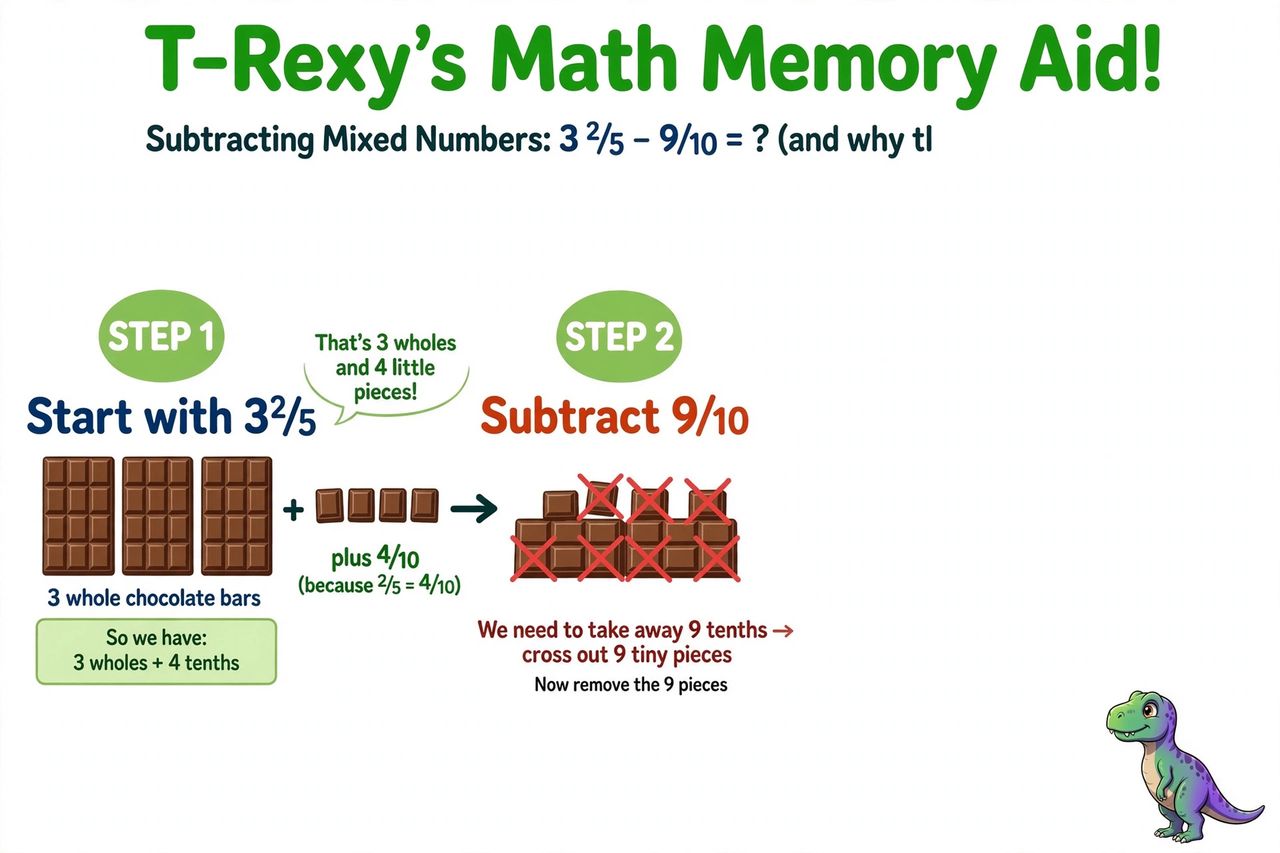 T-Rexy's Math Memory Aid!
Subtracting Mixed Numbers: 3 2/5 – 9/10 = ? (and why tl
STEP 1
Start with 3 2/5
That's 3 wholes
and 4 little
pieces!
+
→
plus 4/10
(because 2/5 = 4/10)
3 whole chocolate bars
So we have:
3 wholes + 4 tenths
STEP 2
Subtract 9/10
We need to take away 9 tenths →
cross out 9 tiny pieces
Now remove the 9 pieces